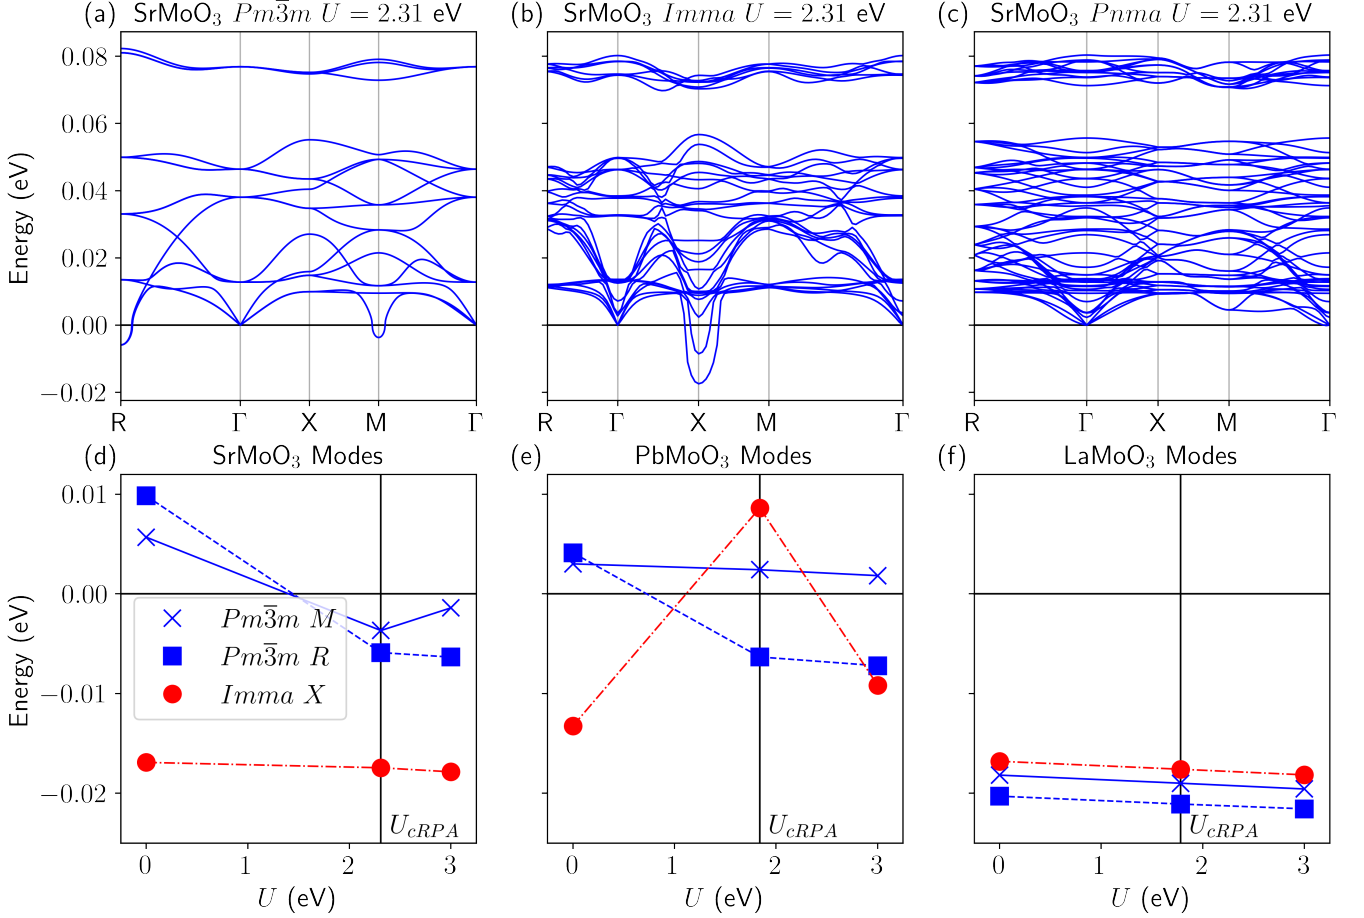 (a) SrMoO₃ Pm3̅m U = 2.31 eV
(b) SrMoO₃ Imma U = 2.31 eV
(c) SrMoO₃ Pnma U = 2.31 eV
Energy (eV)
0.08
0.06
0.04
0.02
0.00
−0.02
R Γ X M Γ
R Γ X M Γ
R Γ X M Γ
(d) SrMoO₃ Modes
(e) PbMoO₃ Modes
(f) LaMoO₃ Modes
Energy (eV)
0.01
0.00
−0.01
−0.02
Pm3̅m M
Pm3̅m R
Imma X
U_cRPA
U_cRPA
U_cRPA
0 1 2 3
0 1 2 3
0 1 2 3
U (eV)
U (eV)
U (eV)